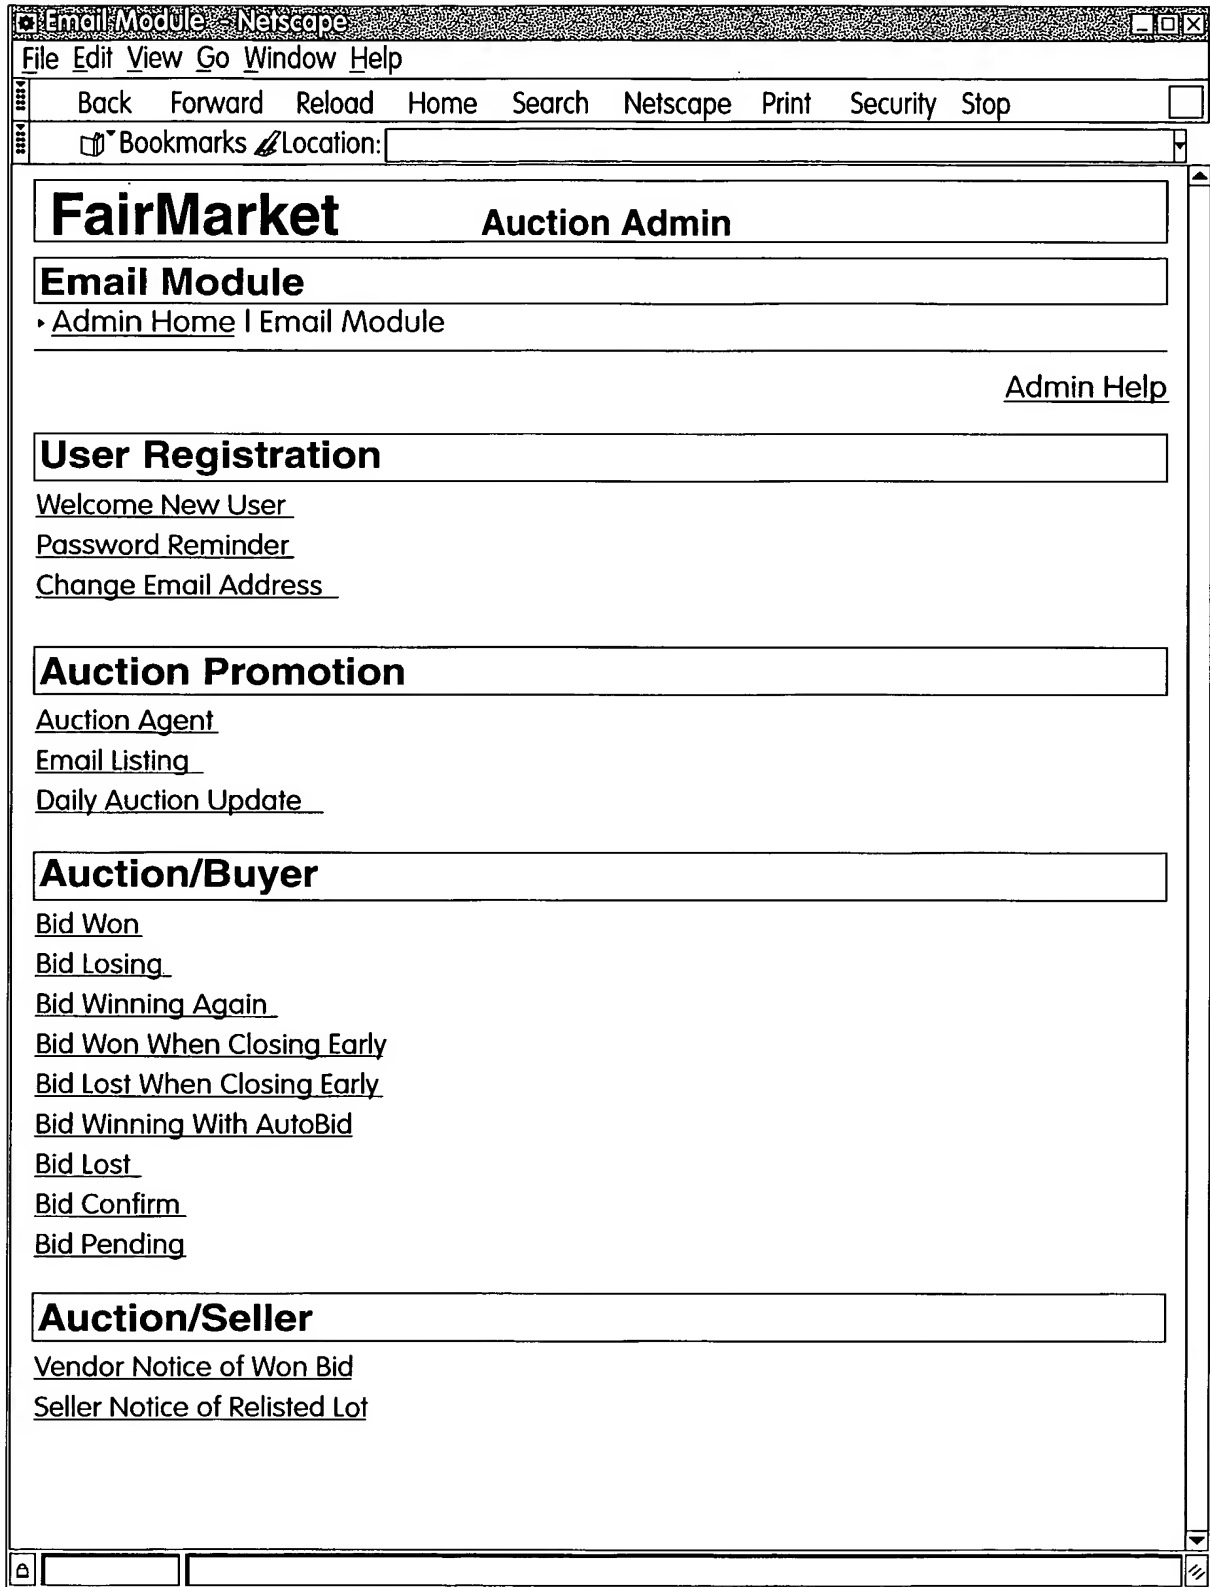 Email Module - Netscape
File Edit View Go Window Help
Back Forward Reload Home Search Netscape Print Security Stop
Bookmarks Location:
FairMarket Auction Admin
Email Module
Admin Home | Email Module
Admin Help
User Registration
Welcome New User
Password Reminder
Change Email Address
Auction Promotion
Auction Agent
Email Listing
Daily Auction Update
Auction/Buyer
Bid Won
Bid Losing
Bid Winning Again
Bid Won When Closing Early
Bid Lost When Closing Early
Bid Winning With AutoBid
Bid Lost
Bid Confirm
Bid Pending
Auction/Seller
Vendor Notice of Won Bid
Seller Notice of Relisted Lot